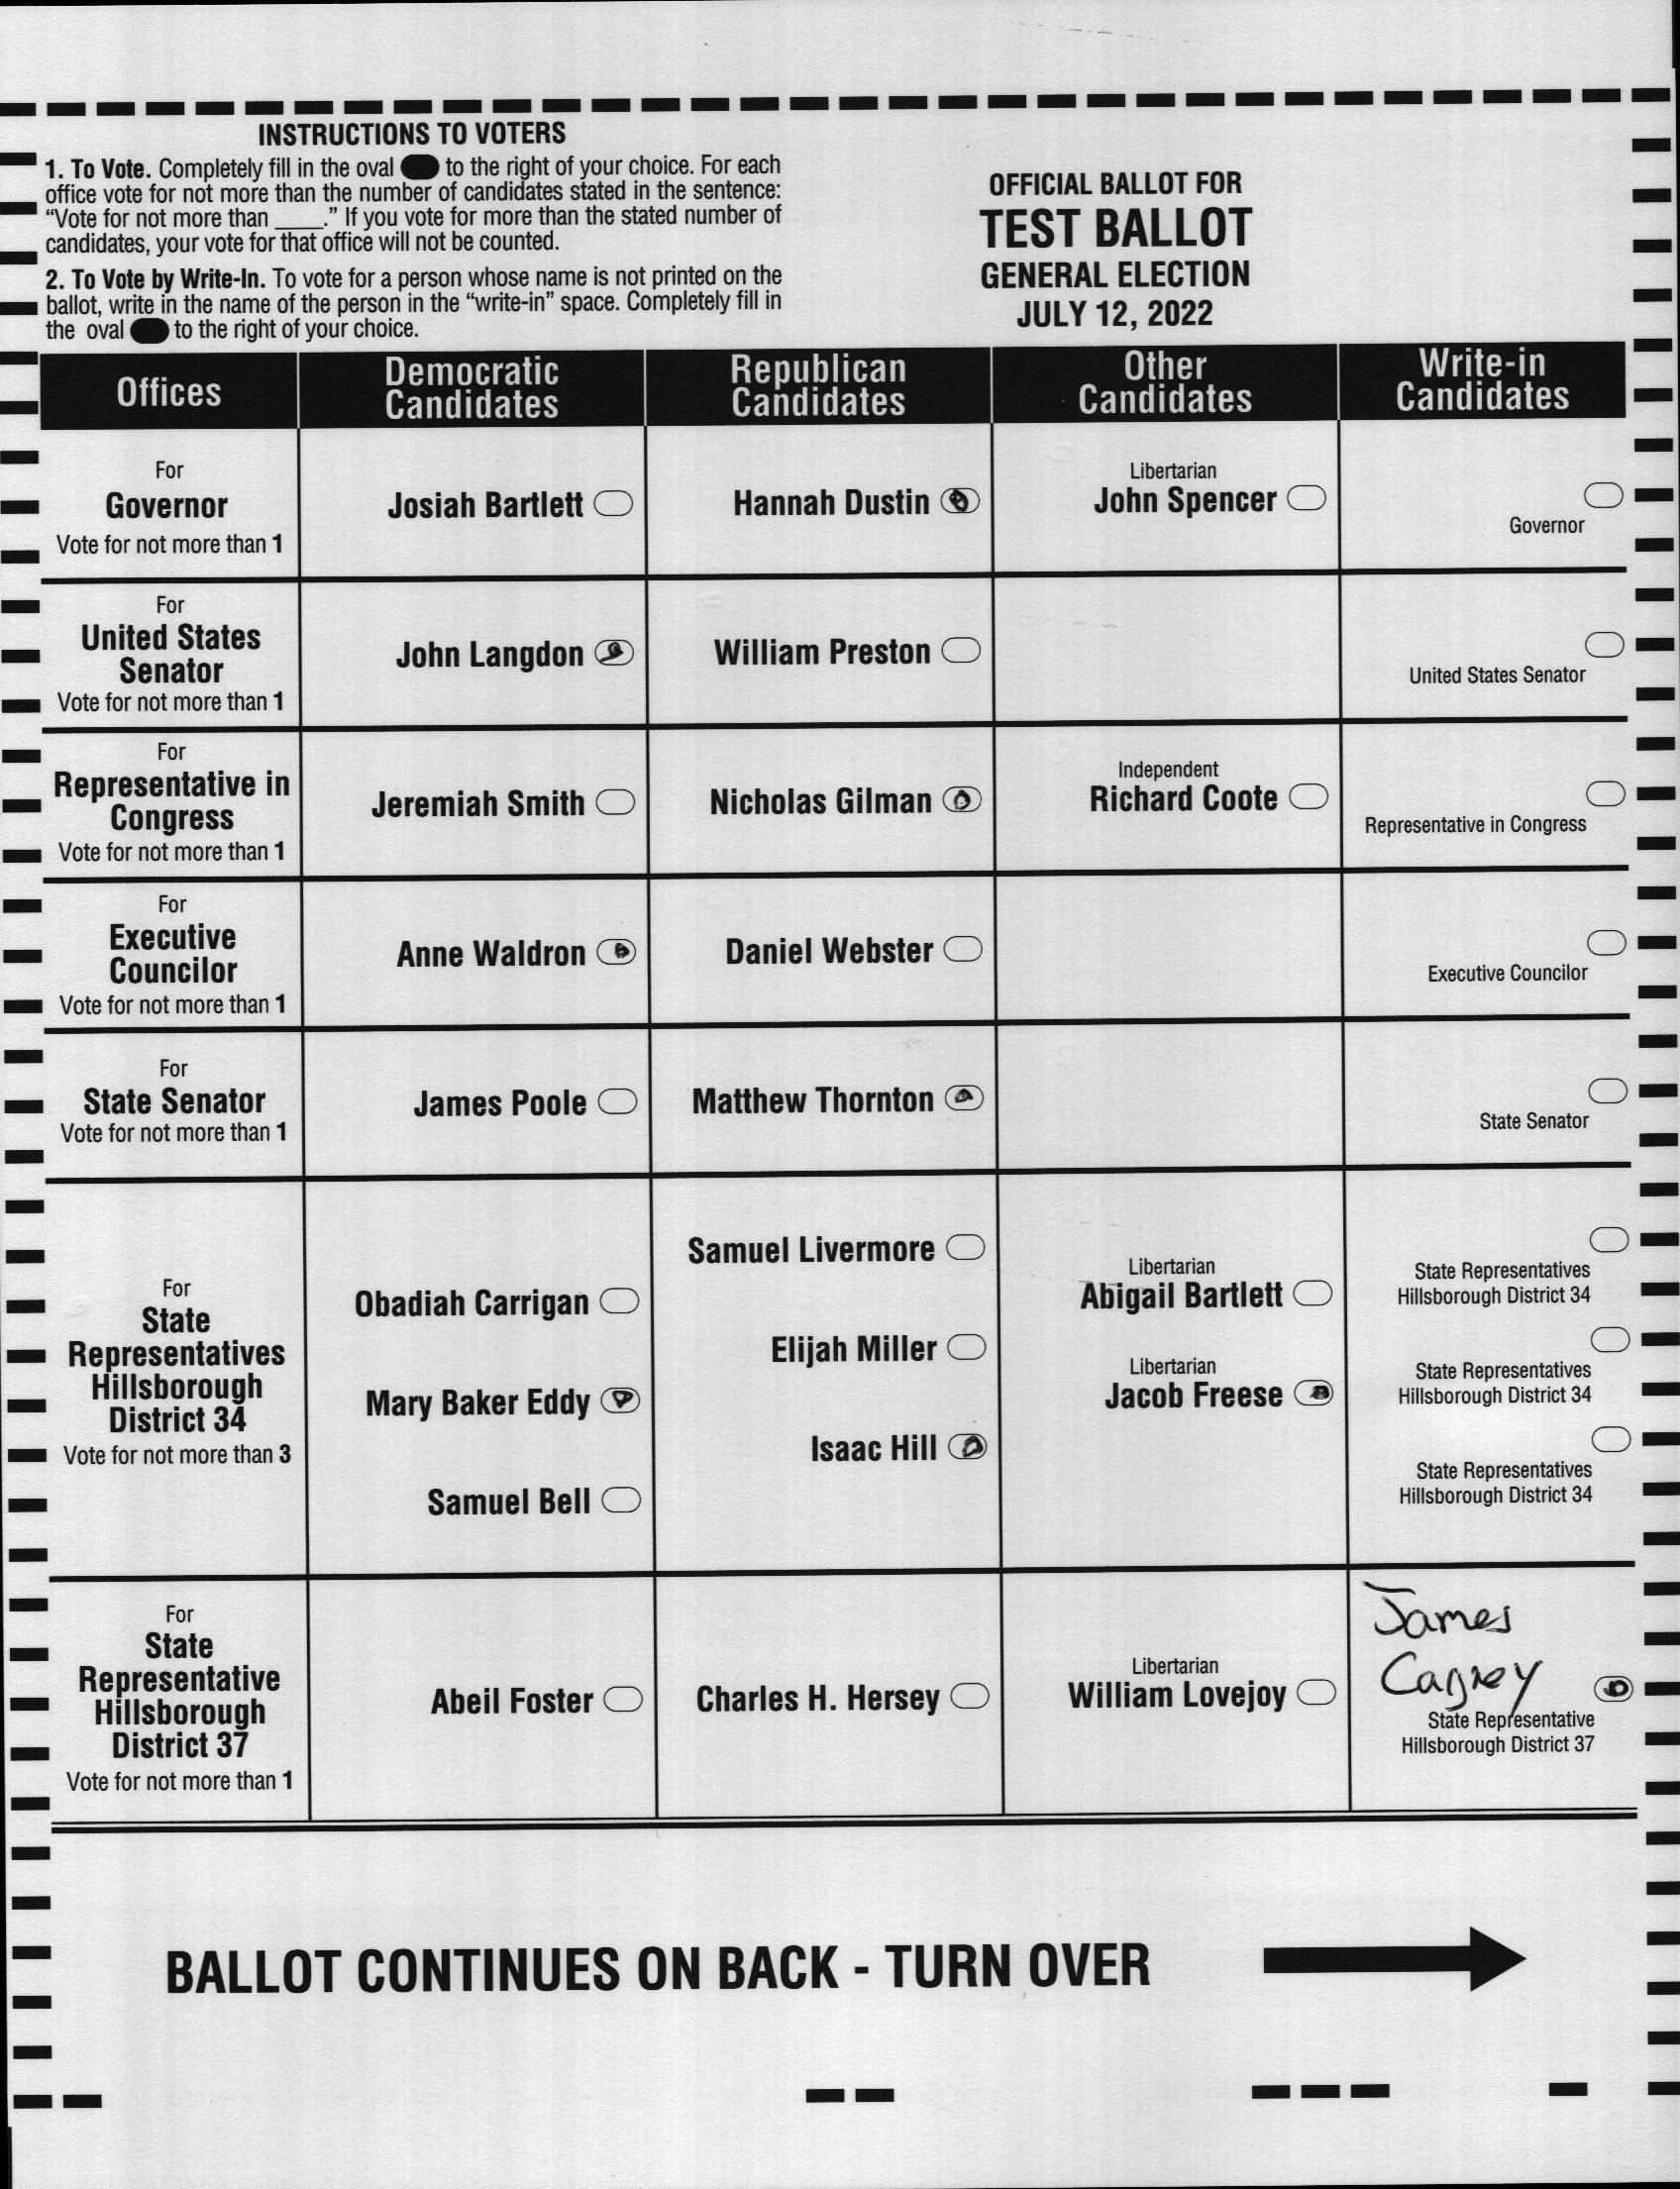 INSTRUCTIONS TO VOTERS
1. To Vote. Completely fill in the oval to the right of your choice. For each
office vote for not more than the number of candidates stated in the sentence:
“Vote for not more than ____.” If you vote for more than the stated number of
candidates, your vote for that office will not be counted.
2. To Vote by Write-In. To vote for a person whose name is not printed on the
ballot, write in the name of the person in the “write-in” space. Completely fill in
the oval to the right of your choice.
OFFICIAL BALLOT FOR
TEST BALLOT
GENERAL ELECTION
JULY 12, 2022
Offices
Democratic
Candidates
Republican
Candidates
Other
Candidates
Write-in
Candidates
For
Governor
Vote for not more than 1
Josiah Bartlett
Hannah Dustin
Libertarian
John Spencer
Governor
For
United States
Senator
Vote for not more than 1
John Langdon
William Preston
United States Senator
For
Representative in
Congress
Vote for not more than 1
Jeremiah Smith
Nicholas Gilman
Independent
Richard Coote
Representative in Congress
For
Executive
Councilor
Vote for not more than 1
Anne Waldron
Daniel Webster
Executive Councilor
For
State Senator
Vote for not more than 1
James Poole
Matthew Thornton
State Senator
For
State
Representatives
Hillsborough
District 34
Vote for not more than 3
Obadiah Carrigan
Mary Baker Eddy
Samuel Bell
Samuel Livermore
Elijah Miller
Isaac Hill
Libertarian
Abigail Bartlett
Libertarian
Jacob Freese
State Representatives
Hillsborough District 34
State Representatives
Hillsborough District 34
State Representatives
Hillsborough District 34
For
State
Representative
Hillsborough
District 37
Vote for not more than 1
Abeil Foster
Charles H. Hersey
Libertarian
William Lovejoy
James
Cagney
State Representative
Hillsborough District 37
BALLOT CONTINUES ON BACK - TURN OVER